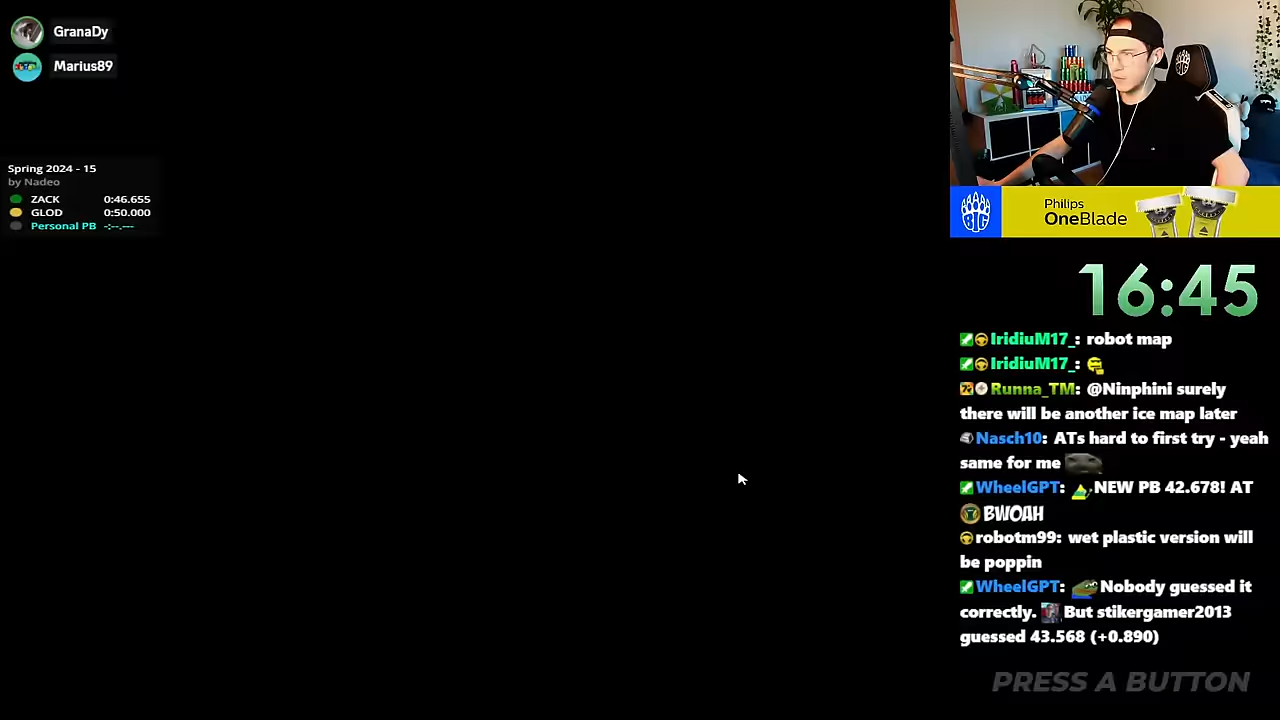 GranaDy
Marius89
Spring 2024 - 15
by Nadeo
ZACK 0:46.655
GLOD 0:50.000
Personal PB -:--.---
BIG
Philips
OneBlade
16:45
IridiuM17_: robot map
IridiuM17_:
Runna_TM: @Ninphini surely
there will be another ice map later
Nasch10: ATs hard to first try - yeah
same for me
WheelGPT: NEW PB 42.678! AT
BWOAH
robotm99: wet plastic version will
be poppin
WheelGPT: Nobody guessed it
correctly. But stikergamer2013
guessed 43.568 (+0.890)
PRESS A BUTTON